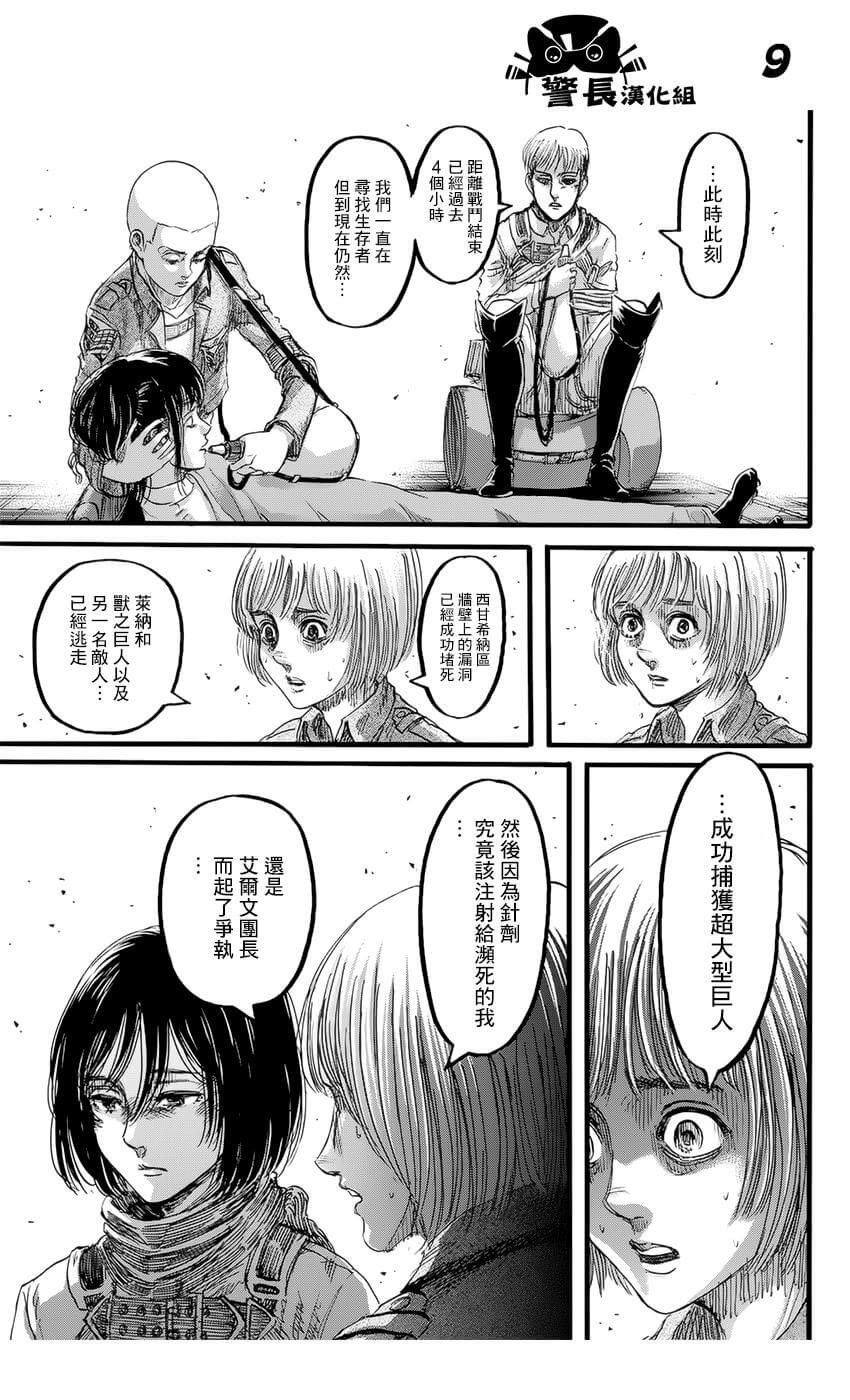 警長漢化組
9
…此時此刻
距離戰鬥結束
已經過去
4個小時
我們一直在
尋找生存者
但到現在仍然…
西甘希納區
牆壁上的漏洞
已經成功堵死
萊納和
獸之巨人以及
另一名敵人…
已經逃走
…成功捕獲超大型巨人
然後因為針劑
究竟該注射給瀕死的我
…
還是
艾爾文團長
而起了爭執
…